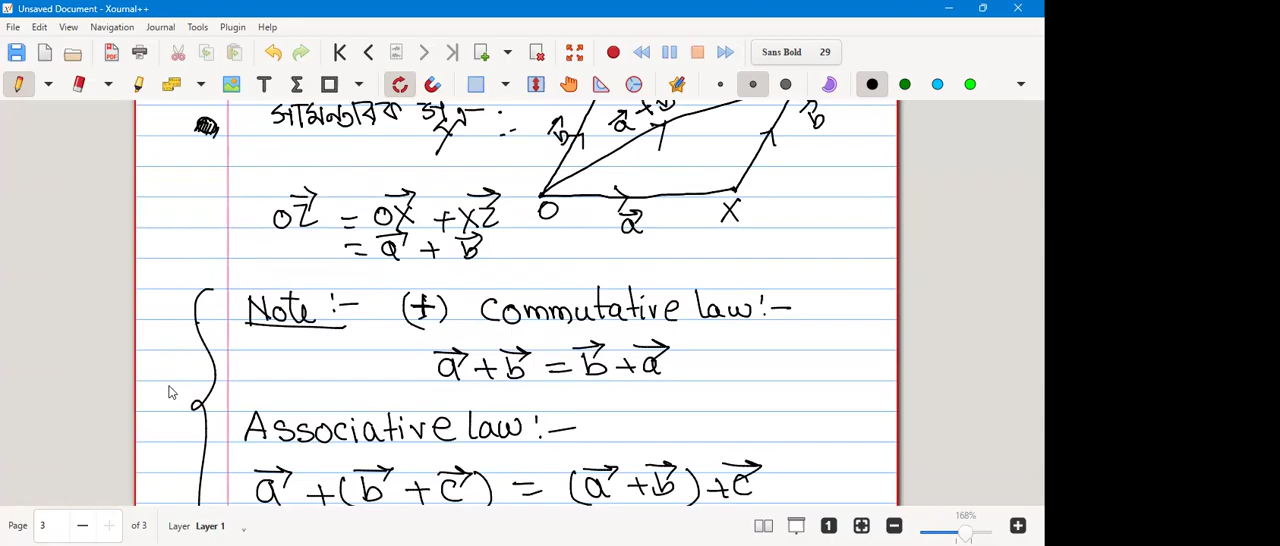 Unsaved Document - Xournal++
File Edit View Navigation Journal Tools Plugin Help
Sans Bold 29
সামান্তরিক সূত্র :-
b⃗ a⃗ + b⃗ b⃗
O a⃗ X
OZ⃗ = OX⃗ + XZ⃗
= a⃗ + b⃗
Note :- (+) Commutative law :-
a⃗ + b⃗ = b⃗ + a⃗
Associative law :-
a⃗ + (b⃗ + c⃗) = (a⃗ + b⃗) + c⃗
Page 3 of 3 Layer Layer 1 168%